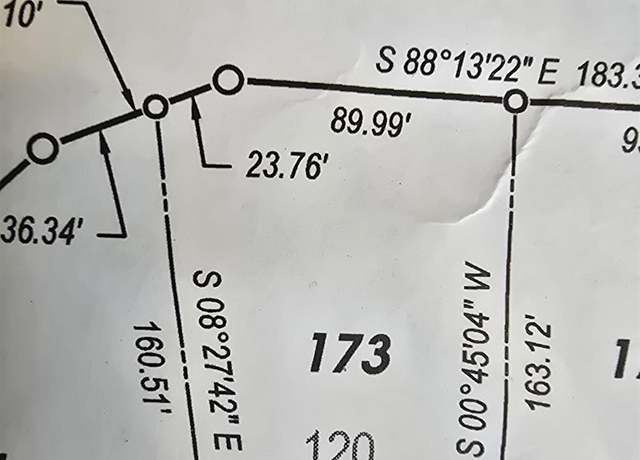 10'
S 88°13'22" E 183.3
89.99'
23.76'
36.34'
S 08°27'42" E
160.51'
173
S 00°45'04" W
163.12'
120